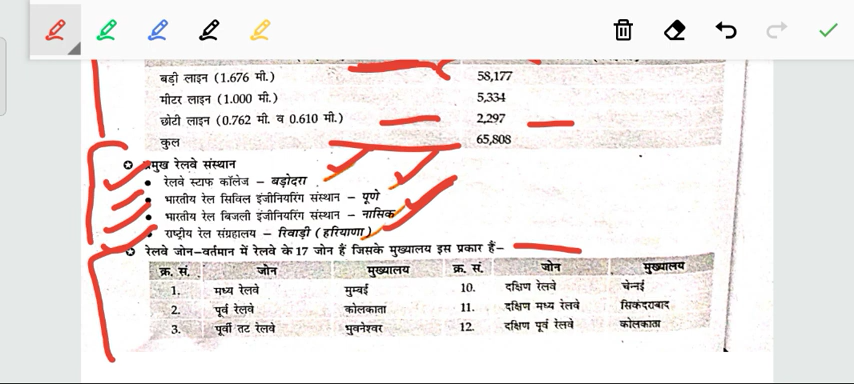 बड़ी लाइन (1.676 मी.) 58,177
मीटर लाइन (1.000 मी.) 5,334
छोटी लाइन (0.762 मी. व 0.610 मी.) 2,297
कुल 65,808
प्रमुख रेलवे संस्थान
रेलवे स्टाफ कॉलेज – बड़ोदरा
भारतीय रेल सिविल इंजीनियरिंग संस्थान – पूणे
भारतीय रेल बिजली इंजीनियरिंग संस्थान – नासिक
राष्ट्रीय रेल संग्रहालय – रिवाड़ी (हरियाणा)
रेलवे जोन–वर्तमान में रेलवे के 17 जोन हैं जिसके मुख्यालय इस प्रकार हैं–
क्र. सं. जोन मुख्यालय क्र. सं. जोन मुख्यालय
1. मध्य रेलवे मुम्बई 10. दक्षिण रेलवे चेन्नई
2. पूर्व रेलवे कोलकाता 11. दक्षिण मध्य रेलवे सिकंदराबाद
3. पूर्वी तट रेलवे भुवनेश्वर 12. दक्षिण पूर्व रेलवे कोलकाता